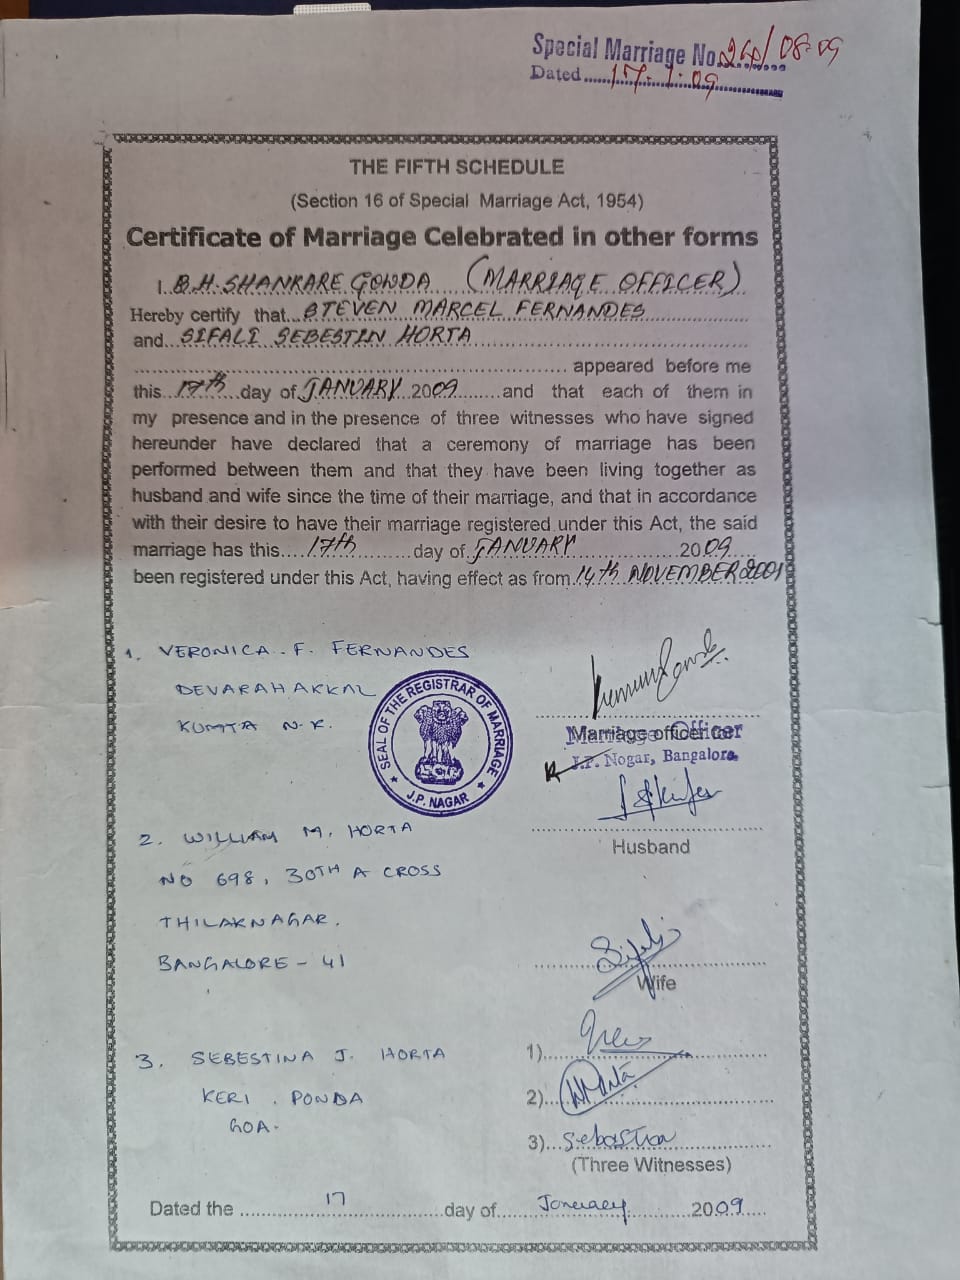 Special Marriage No. 240/08-09
Dated......17-1-09..........
THE FIFTH SCHEDULE
(Section 16 of Special Marriage Act, 1954)
Certificate of Marriage Celebrated in other forms
I. B.H. SHANKARE GOWDA (MARRIAGE OFFICER)
Hereby certify that...STEVEN MARCEL FERNANDES..........
and...SIFALI SEBESTIN HORTA..........
.......... appeared before me
this...17th...day of JANUARY 2009........and that each of them in
my presence and in the presence of three witnesses who have signed
hereunder have declared that a ceremony of marriage has been
performed between them and that they have been living together as
husband and wife since the time of their marriage, and that in accordance
with their desire to have their marriage registered under this Act, the said
marriage has this....17th..........day of JANUARY..........2009....
been registered under this Act, having effect as from 14th NOVEMBER 2001
1. VERONICA. F. FERNANDES
DEVARAHAKKAL
KUMTA N.K.
SEAL OF THE REGISTRAR OF MARRIAGE
J.P. NAGAR
Marriage officer
Marriage Officer
J.P. Nogar, Bangalore
Husband
2. WILLIAM M. HORTA
NO 698, 30TH A CROSS
THILAKNAGAR.
BANGALORE - 41
Wife
3. SEBESTINA J. HORTA
KERI. PONDA
GOA.
1)
2)
3)...Sebastina
(Three Witnesses)
Dated the ..........17..........day of......January..........2009....